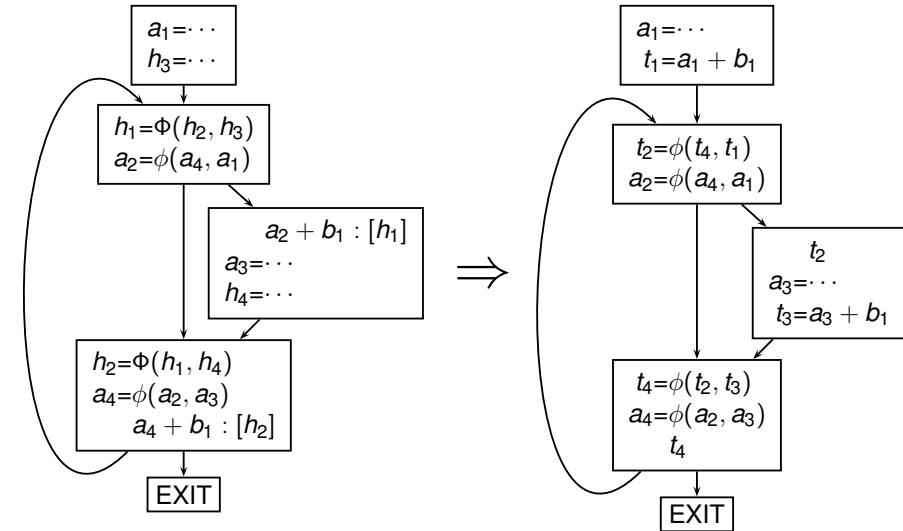 a₁=⋯
h₃=⋯
h₁=Φ(h₂, h₃)
a₂=ϕ(a₄, a₁)
a₂ + b₁ : [h₁]
a₃=⋯
h₄=⋯
h₂=Φ(h₁, h₄)
a₄=ϕ(a₂, a₃)
a₄ + b₁ : [h₂]
EXIT
⇒
a₁=⋯
t₁=a₁ + b₁
t₂=ϕ(t₄, t₁)
a₂=ϕ(a₄, a₁)
t₂
a₃=⋯
t₃=a₃ + b₁
t₄=ϕ(t₂, t₃)
a₄=ϕ(a₂, a₃)
t₄
EXIT